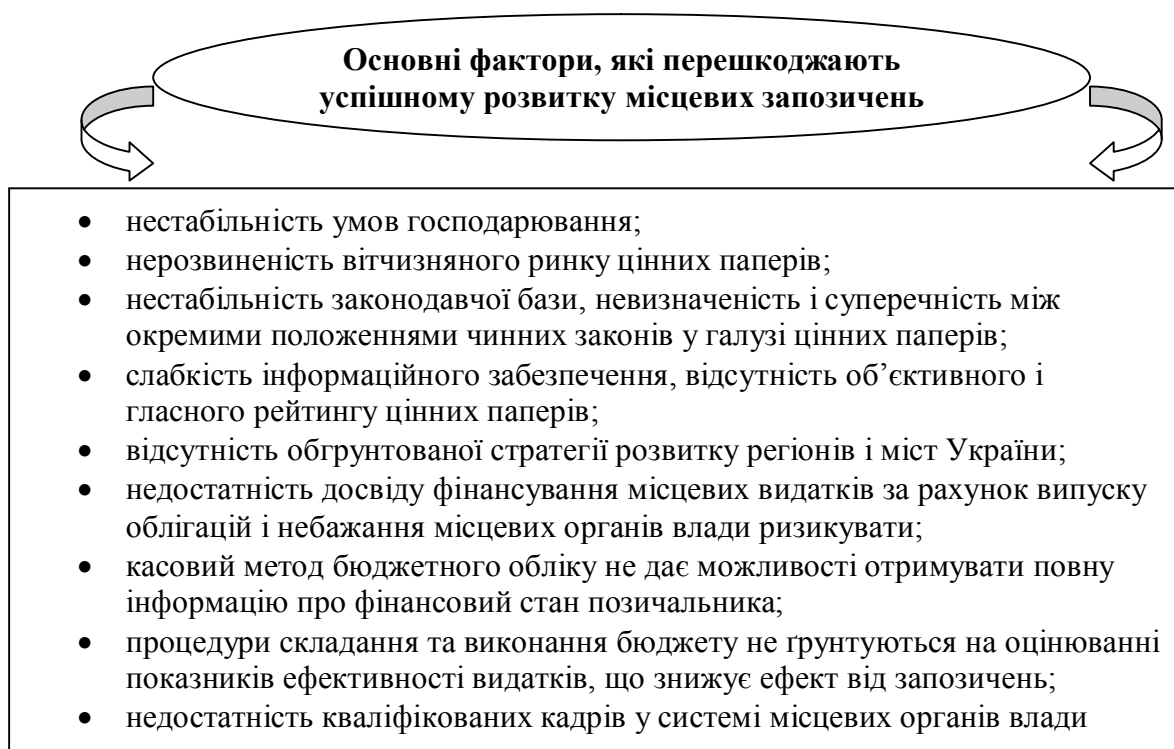 Основні фактори, які перешкоджають
успішному розвитку місцевих запозичень
• нестабільність умов господарювання;
• нерозвиненість вітчизняного ринку цінних паперів;
• нестабільність законодавчої бази, невизначеність і суперечність між
окремими положеннями чинних законів у галузі цінних паперів;
• слабкість інформаційного забезпечення, відсутність об’єктивного і
гласного рейтингу цінних паперів;
• відсутність обгрунтованої стратегії розвитку регіонів і міст України;
• недостатність досвіду фінансування місцевих видатків за рахунок випуску
облігацій і небажання місцевих органів влади ризикувати;
• касовий метод бюджетного обліку не дає можливості отримувати повну
інформацію про фінансовий стан позичальника;
• процедури складання та виконання бюджету не ґрунтуються на оцінюванні
показників ефективності видатків, що знижує ефект від запозичень;
• недостатність кваліфікованих кадрів у системі місцевих органів влади